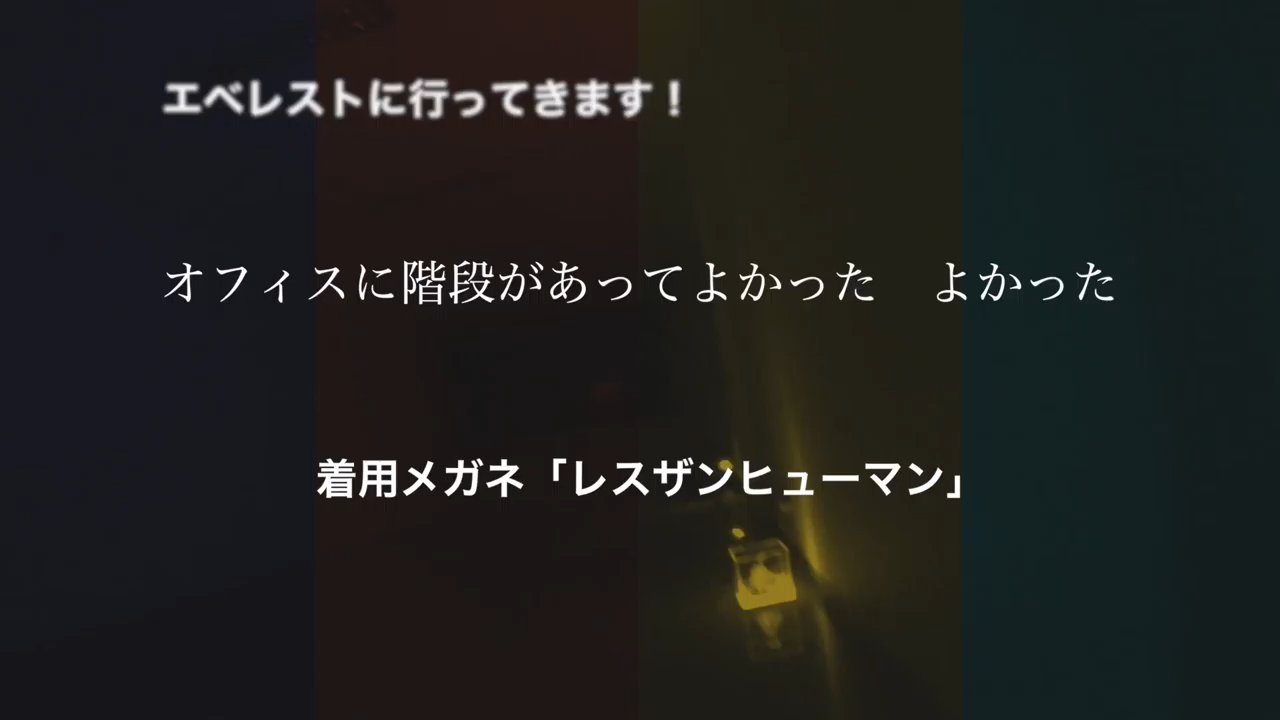 エベレストに行ってきます！
オフィスに階段があってよかった　よかった
着用メガネ「レスザンヒューマン」